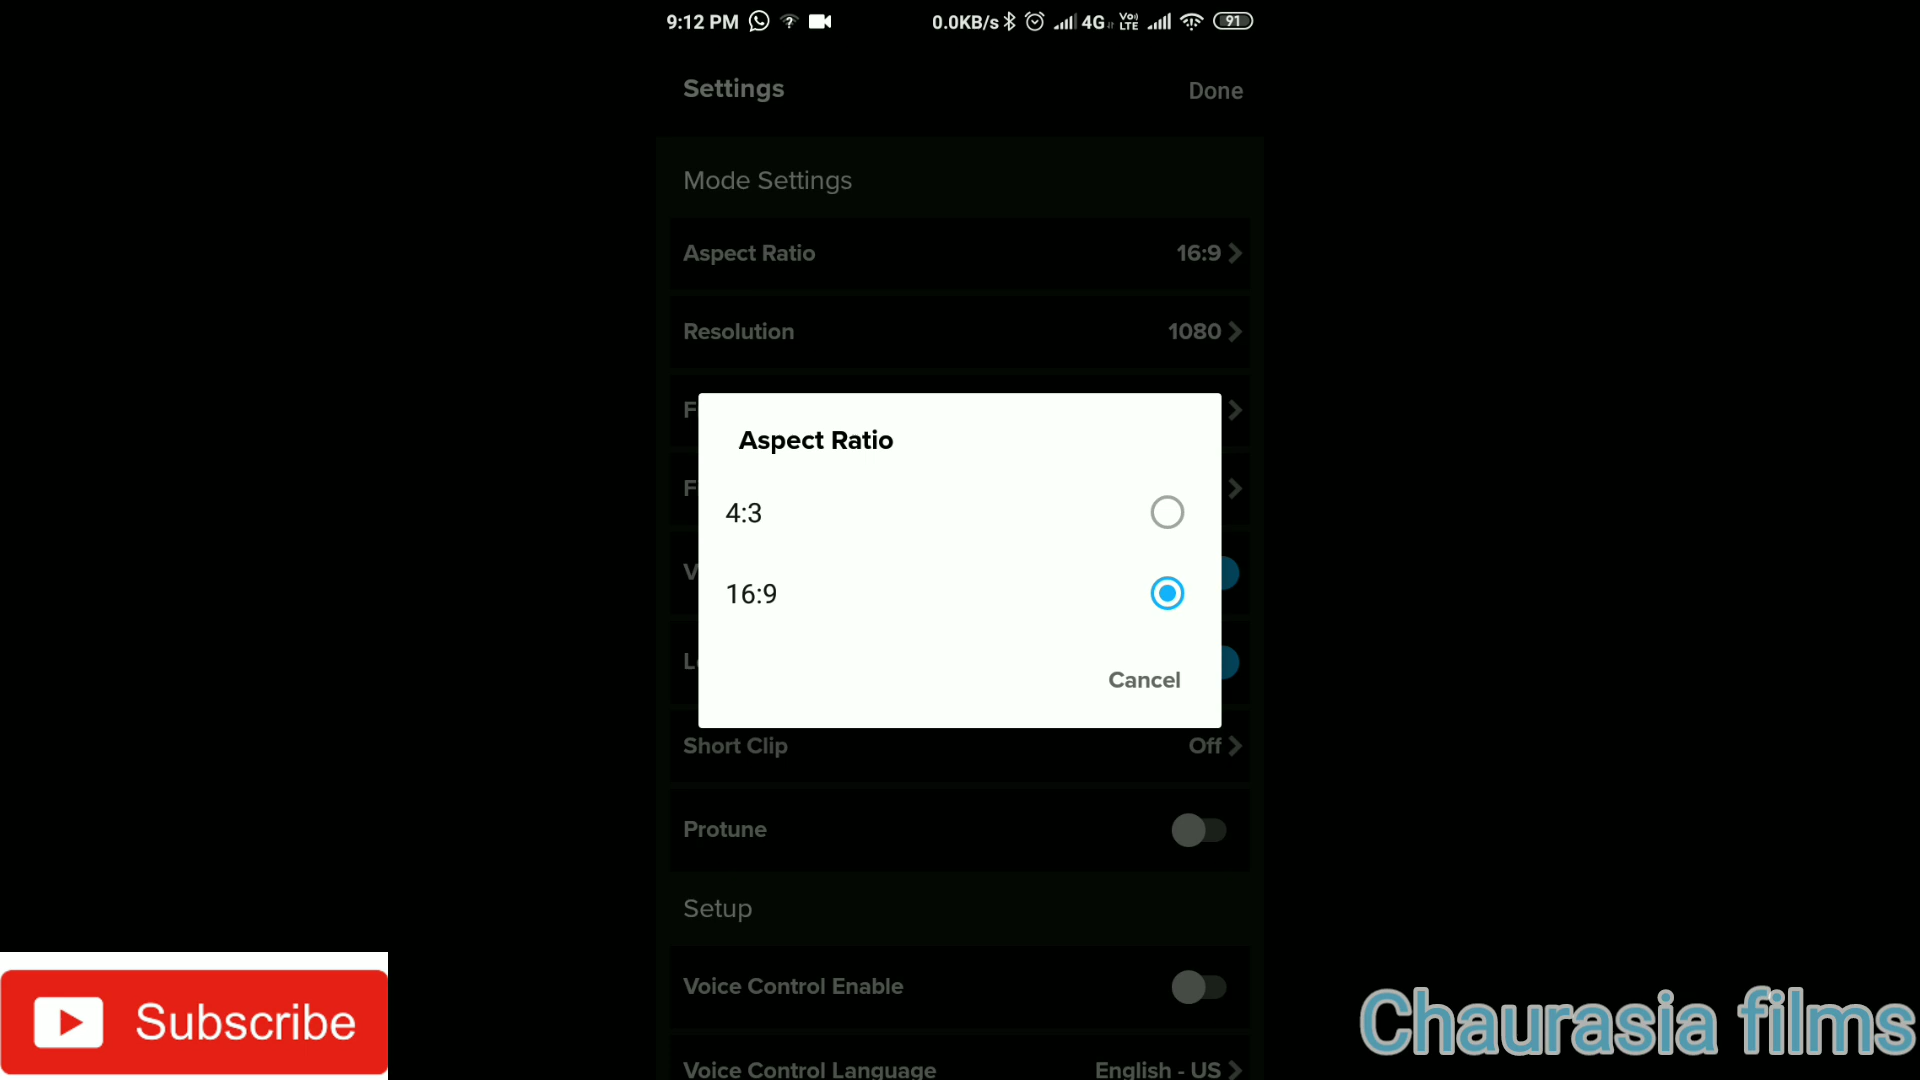 9:12 PM 0.0KB/s 4G Vo) LTE 91
Settings Done
Mode Settings
Aspect Ratio 16:9
Resolution 1080
F
Aspect Ratio
4:3
F
V
16:9
L
Cancel
Short Clip Off
Protune
Setup
Voice Control Enable
Voice Control Language English - US
Subscribe
Chaurasia films